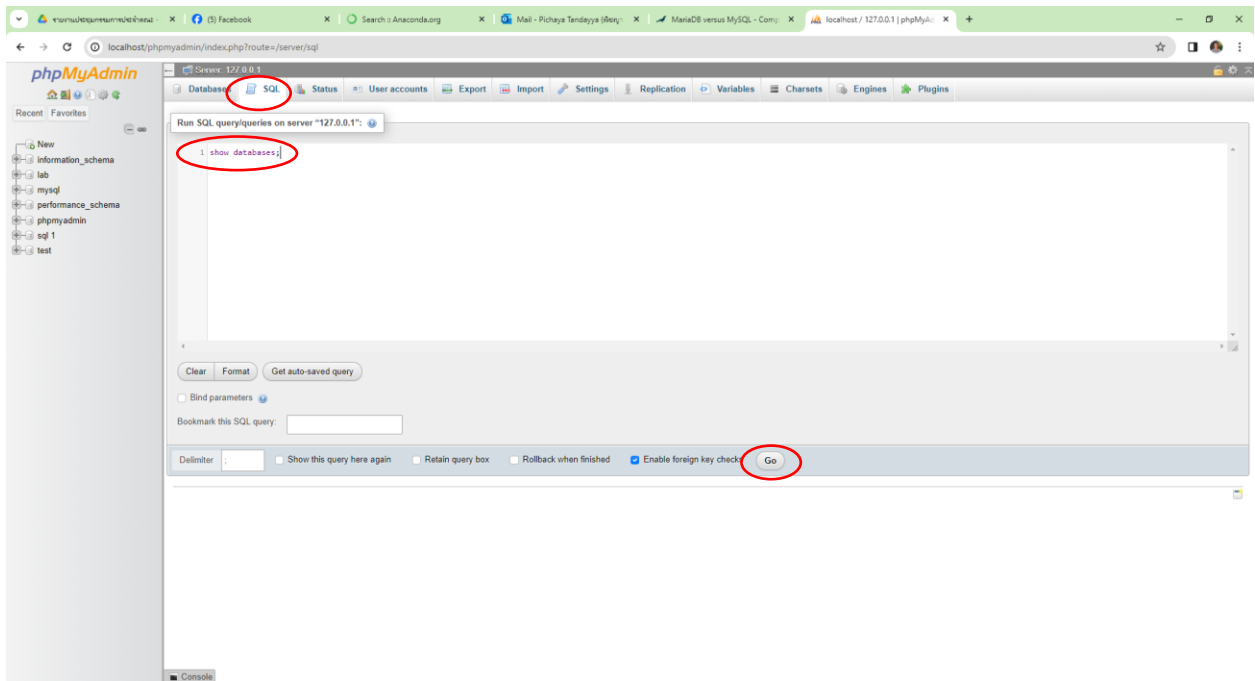 (5) Facebook
Search :: Anaconda.org
MariaDB versus MySQL - Comp
localhost / 127.0.0.1 | phpMyAd
localhost/phpmyadmin/index.php?route=/server/sql
phpMyAdmin
Recent Favorites
New
information_schema
lab
mysql
performance_schema
phpmyadmin
sql 1
test
Server: 127.0.0.1
Databases SQL Status User accounts Export Import Settings Replication Variables Charsets Engines Plugins
Run SQL query/queries on server “127.0.0.1”:
1 show databases;
Clear Format Get auto-saved query
Bind parameters
Bookmark this SQL query:
Delimiter ; Show this query here again Retain query box Rollback when finished Enable foreign key checks Go
Console